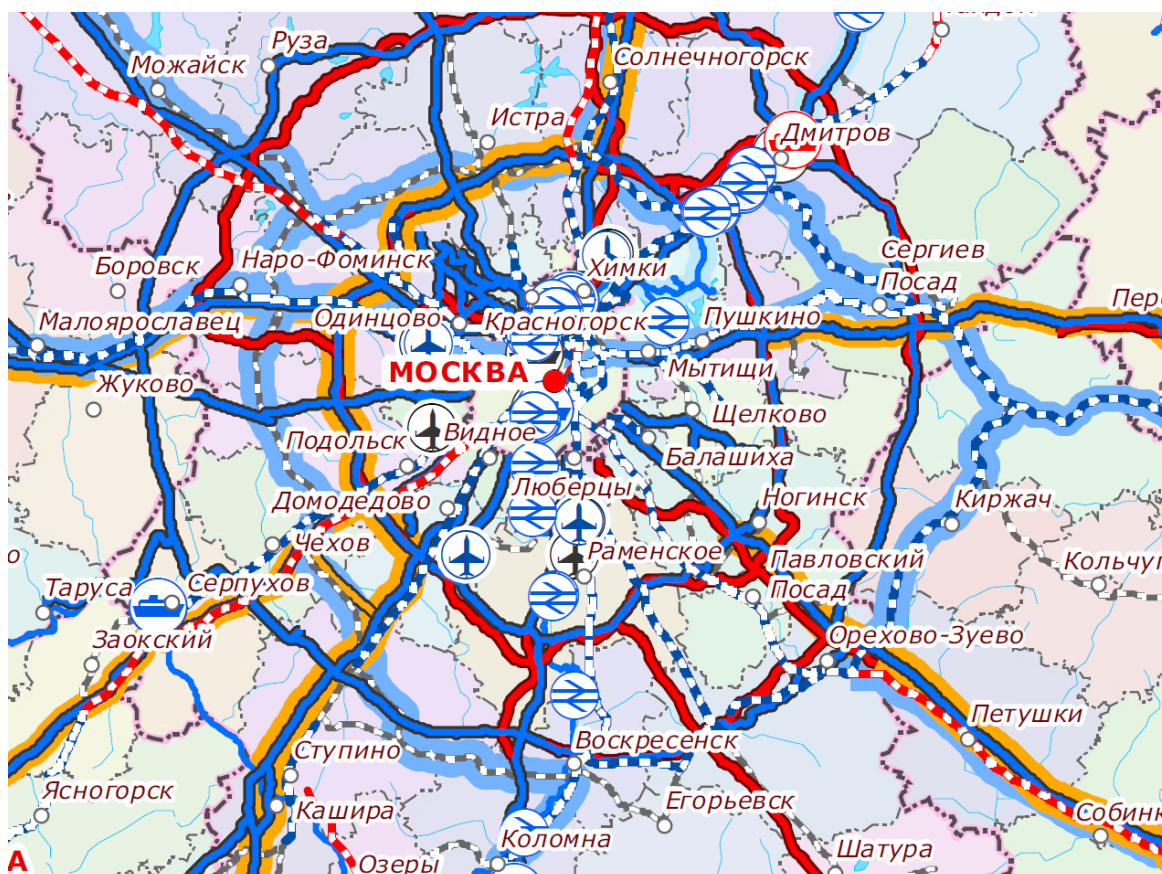 Руза
Солнечногорск
Можайск
Истра
Дмитров
Сергиев
Посад
Наро-Фоминск
Химки
Боровск
Пушкино
Малоярославец
Одинцово
Красногорск
Мытищи
МОСКВА
Жуково
Щелково
Видное
Подольск
Балашиха
Люберцы
Ногинск
Киржач
Домодедово
Чехов
Раменское
Павловский
Посад
Серпухов
Таруса
Заокский
Орехово-Зуево
Петушки
Воскресенск
Ступино
Ясногорск
Егорьевск
Кашира
Коломна
Шатура
Озеры